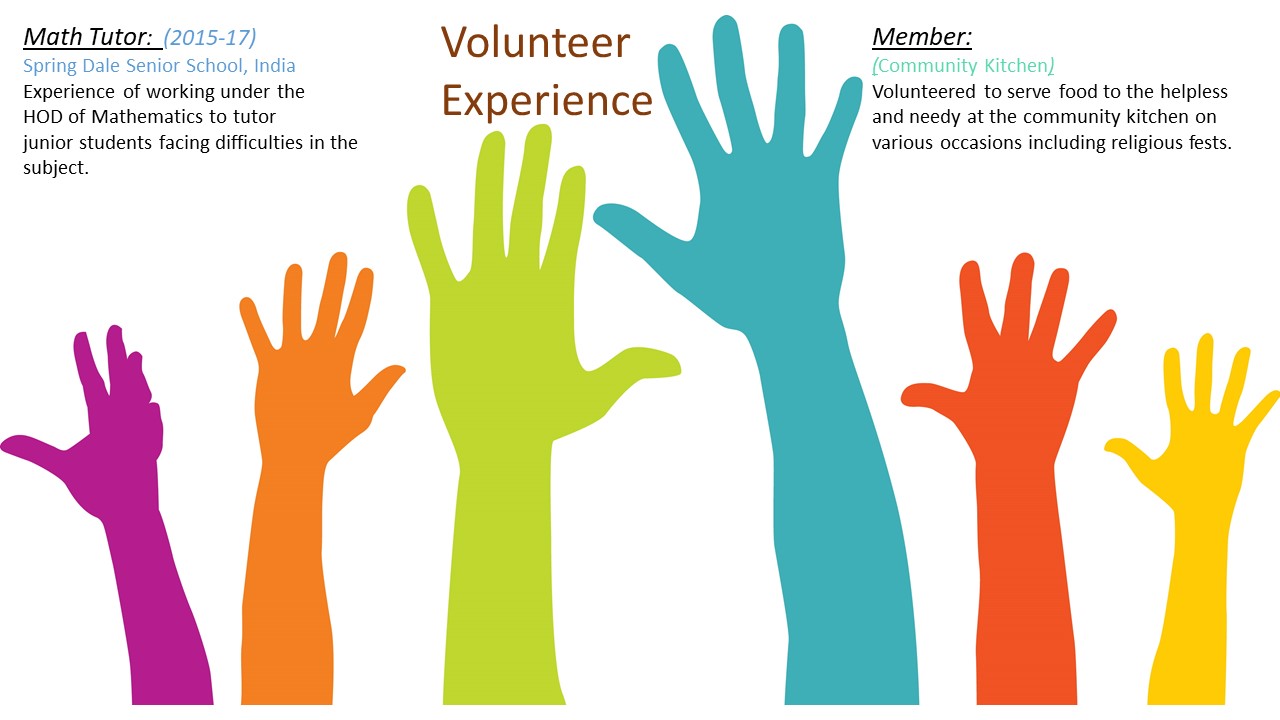 Math Tutor: (2015-17)
Spring Dale Senior School, India
Experience of working under the
HOD of Mathematics to tutor
junior students facing difficulties in the
subject.
Volunteer
Experience
Member:
(Community Kitchen)
Volunteered to serve food to the helpless
and needy at the community kitchen on
various occasions including religious fests.